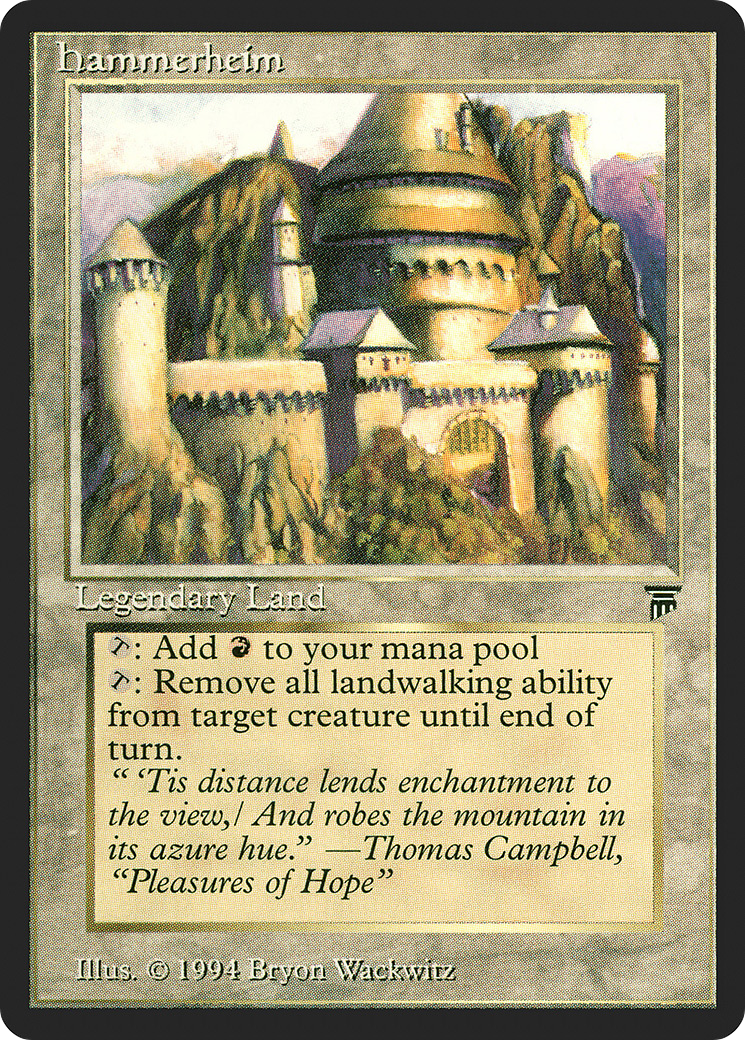 Hammerheim
Legendary Land
: Add to your mana pool
: Remove all landwalking ability
from target creature until end of
turn.
“ ‘Tis distance lends enchantment to
the view,/ And robes the mountain in
its azure hue.” —Thomas Campbell,
“Pleasures of Hope”
Illus. © 1994 Bryon Wackwitz